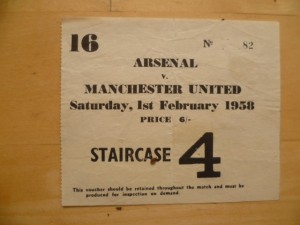 16 Nº 82
ARSENAL
v.
MANCHESTER UNITED
Saturday, 1st February 1958
PRICE 6/-
STAIRCASE 4
This voucher should be retained throughout the match and must be
produced for inspection on demand.